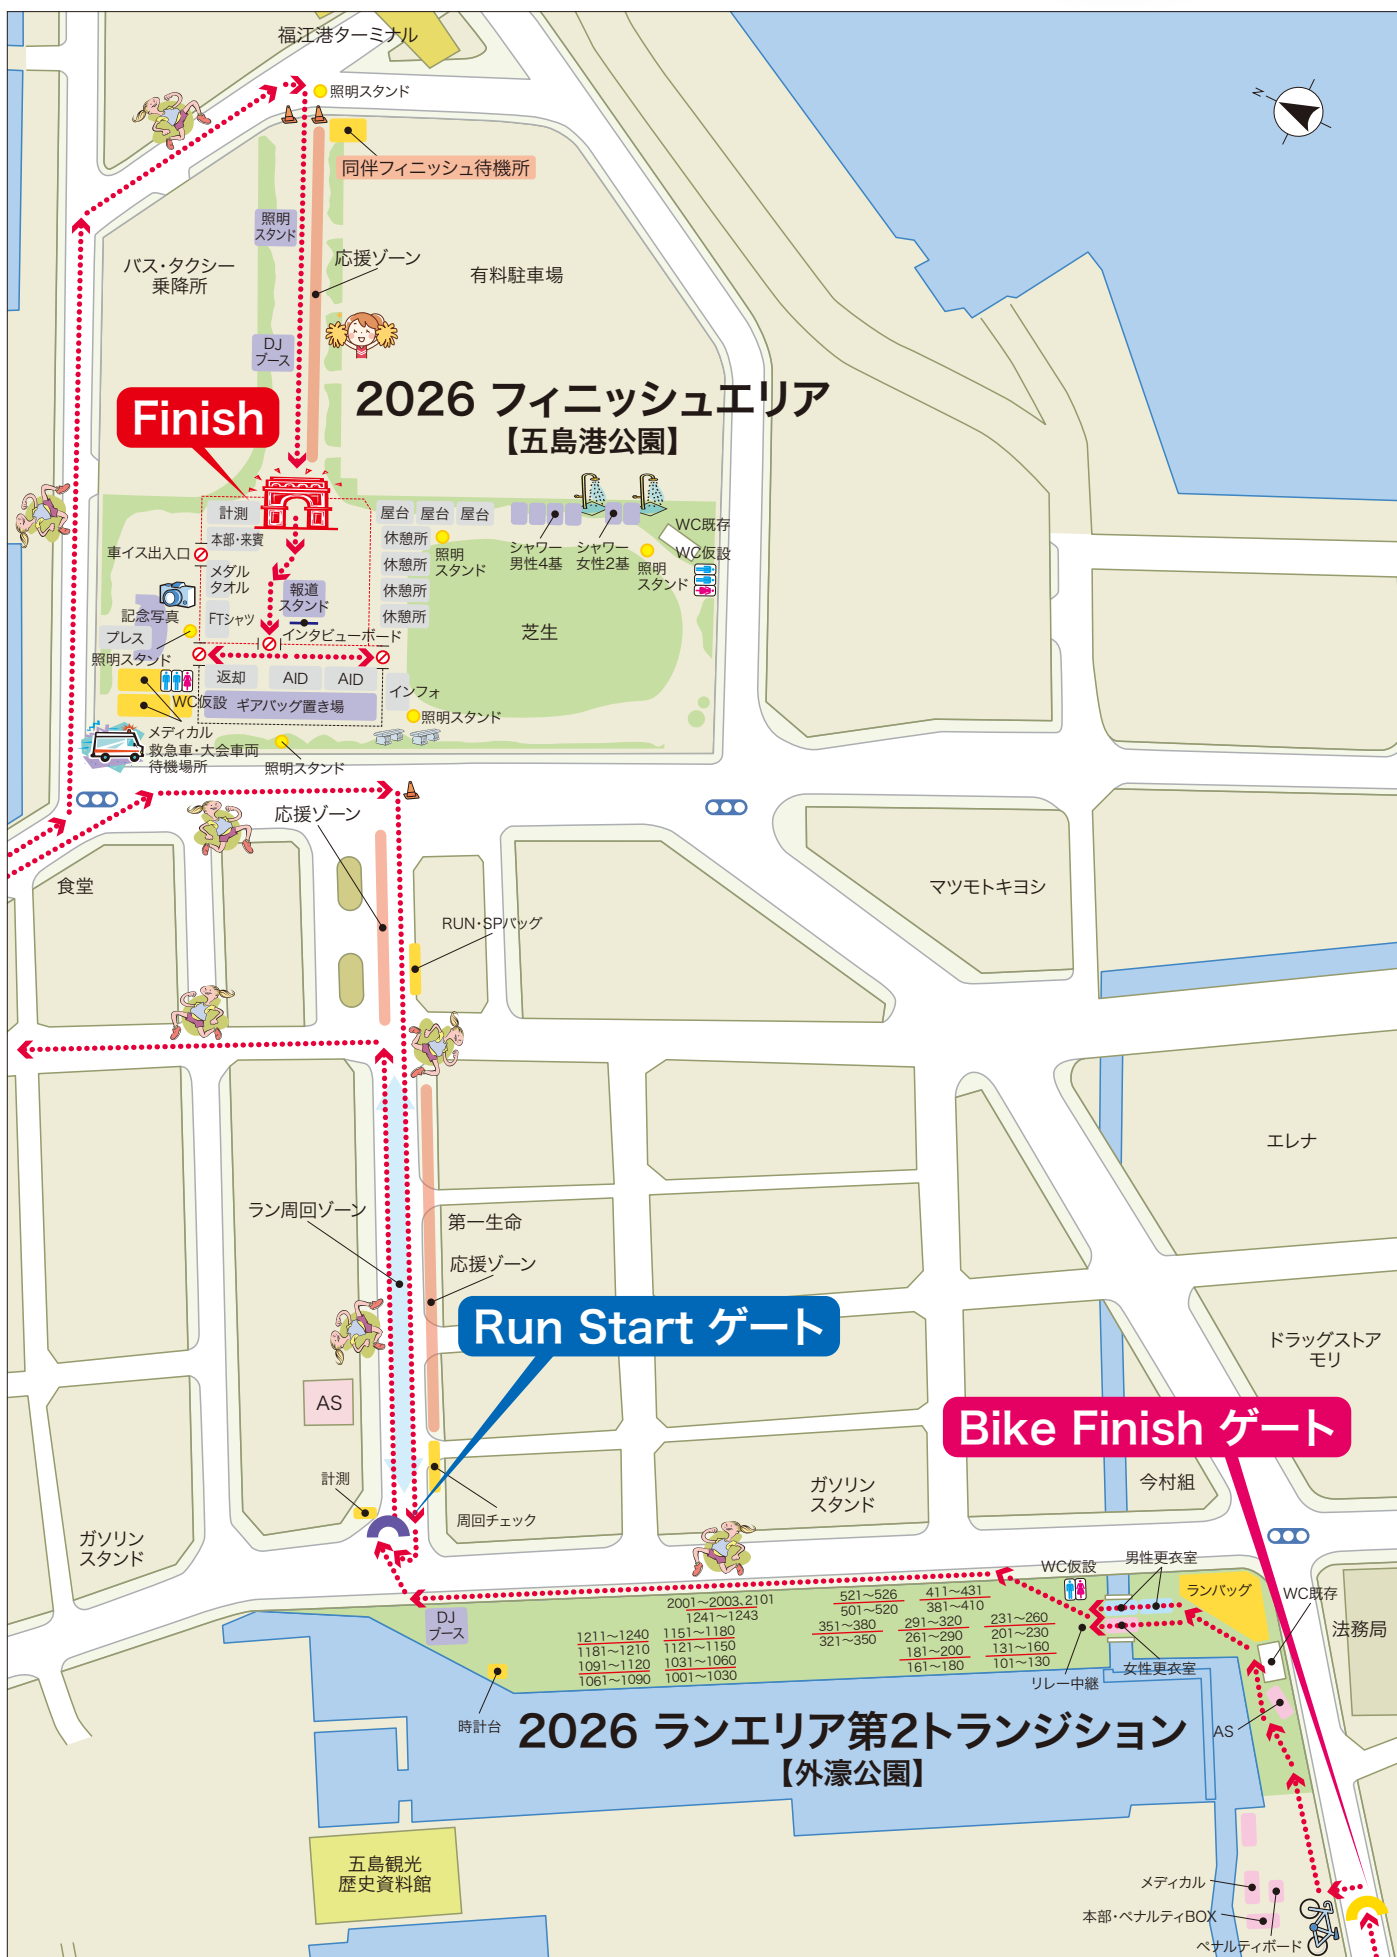 福江港ターミナル
照明スタンド
N
同伴フィニッシュ待機所
照明
スタンド
応援ゾーン
バス・タクシー
乗降所
有料駐車場
DJ
ブース
2026 フィニッシュエリア
【五島港公園】
Finish
計測
屋台
屋台
屋台
本部・来賓
休憩所
照明
スタンド
シャワー
男性4基
シャワー
女性2基
WC既存
WC仮設
照明
スタンド
車イス出入口
メダル
タオル
休憩所
報道
スタンド
休憩所
記念写真
FTシャツ
休憩所
芝生
プレス
インタビューボード
照明スタンド
返却
AID
AID
インフォ
WC仮設
ギアバッグ置き場
照明スタンド
メディカル
救急車・大会車両
待機場所
照明スタンド
応援ゾーン
食堂
マツモトキヨシ
RUN・SPバッグ
エレナ
ラン周回ゾーン
第一生命
応援ゾーン
Run Start ゲート
ドラッグストア
モリ
AS
Bike Finish ゲート
計測
周回チェック
ガソリン
スタンド
今村組
ガソリン
スタンド
WC仮設
男性更衣室
ランバッグ
WC既存
法務局
DJ
ブース
2001〜2003、2101
1241〜1243
521〜526
501〜520
411〜431
381〜410
1211〜1240
1181〜1210
1091〜1120
1061〜1090
1151〜1180
1121〜1150
1031〜1060
1001〜1030
351〜380
321〜350
291〜320
261〜290
181〜200
161〜180
231〜260
201〜230
131〜160
101〜130
リレー中継
女性更衣室
時計台
AS
2026 ランエリア第2トランジション
【外濠公園】
五島観光
歴史資料館
メディカル
本部・ペナルティBOX
ペナルティボード